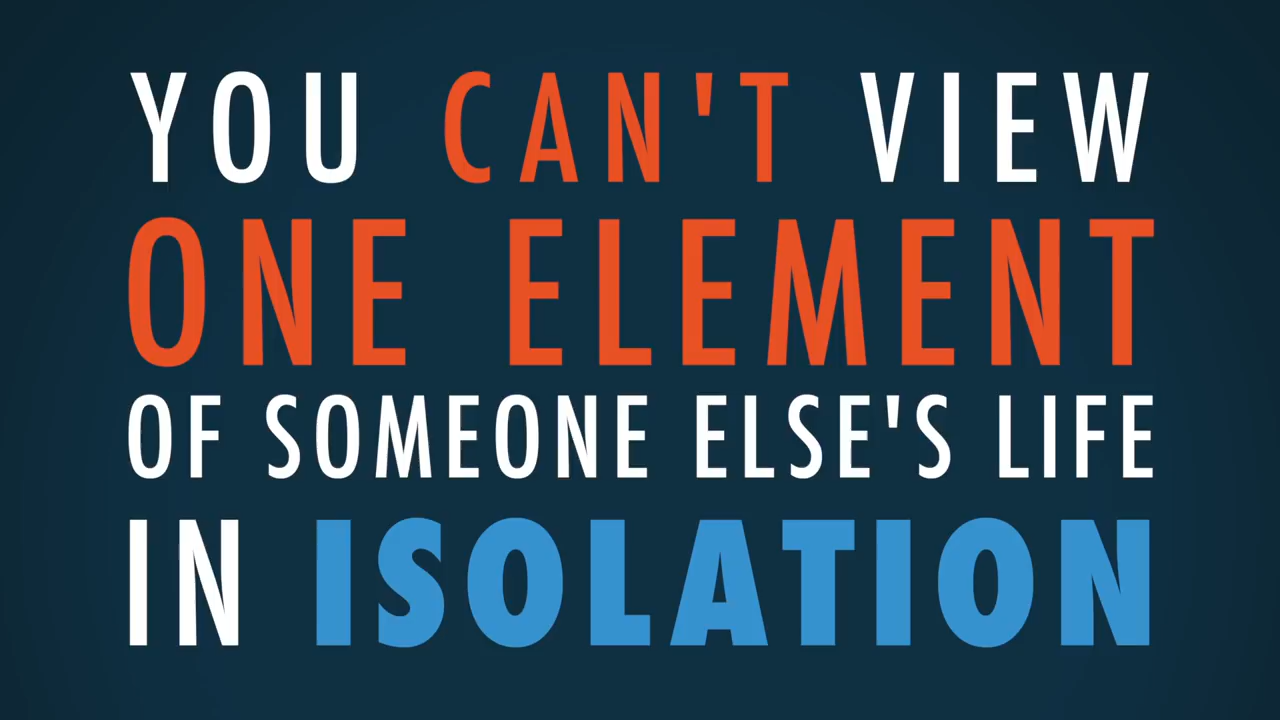 YOU CAN'T VIEW
ONE ELEMENT
OF SOMEONE ELSE'S LIFE
IN ISOLATION